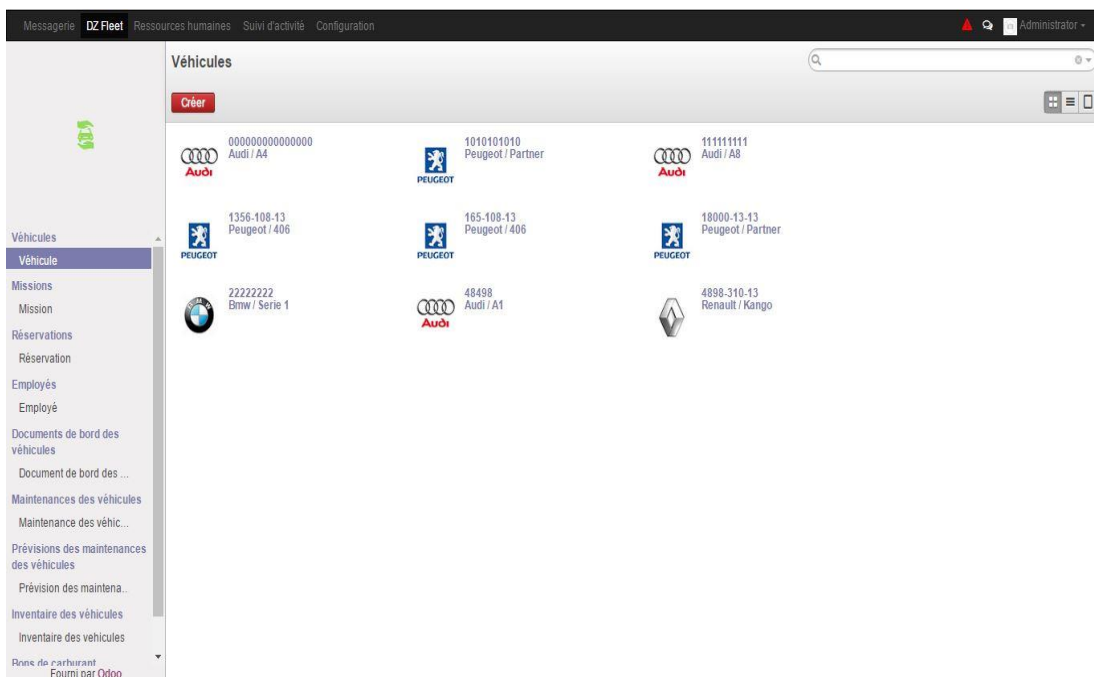 Messagerie DZ Fleet Ressources humaines Suivi d'activité Configuration Administrator
Véhicules
Créer
000000000000000
Audi / A4
Audi
1010101010
Peugeot / Partner
PEUGEOT
111111111
Audi / A8
Audi
1356-108-13
Peugeot / 406
PEUGEOT
165-108-13
Peugeot / 406
PEUGEOT
18000-13-13
Peugeot / Partner
PEUGEOT
22222222
Bmw / Serie 1
48498
Audi / A1
Audi
4898-310-13
Renault / Kango
Véhicules
Véhicule
Missions
Mission
Réservations
Réservation
Employés
Employé
Documents de bord des
véhicules
Document de bord des ...
Maintenances des véhicules
Maintenance des véhic...
Prévisions des maintenances
des véhicules
Prévision des maintena..
Inventaire des véhicules
Inventaire des vehicules
Bons de carburant
Fourni par Odoo